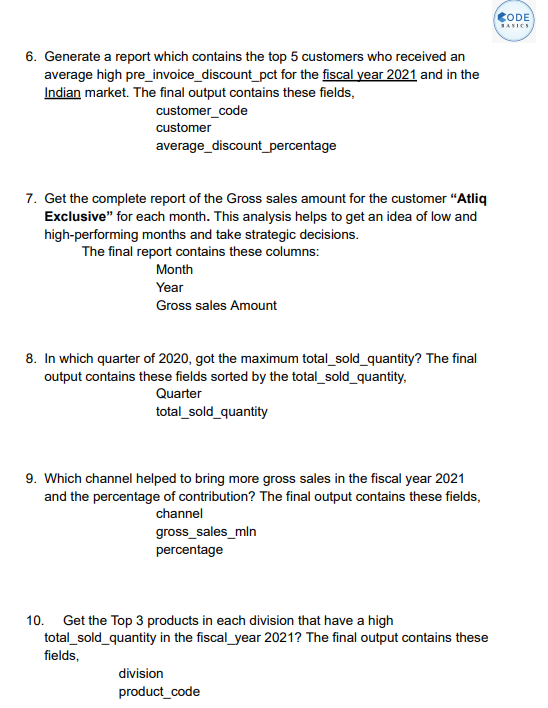 CODE
BASICS
6. Generate a report which contains the top 5 customers who received an
average high pre_invoice_discount_pct for the fiscal year 2021 and in the
Indian market. The final output contains these fields,
customer_code
customer
average_discount_percentage
7. Get the complete report of the Gross sales amount for the customer “Atliq
Exclusive” for each month. This analysis helps to get an idea of low and
high-performing months and take strategic decisions.
The final report contains these columns:
Month
Year
Gross sales Amount
8. In which quarter of 2020, got the maximum total_sold_quantity? The final
output contains these fields sorted by the total_sold_quantity,
Quarter
total_sold_quantity
9. Which channel helped to bring more gross sales in the fiscal year 2021
and the percentage of contribution? The final output contains these fields,
channel
gross_sales_mln
percentage
10. Get the Top 3 products in each division that have a high
total_sold_quantity in the fiscal_year 2021? The final output contains these
fields,
division
product_code